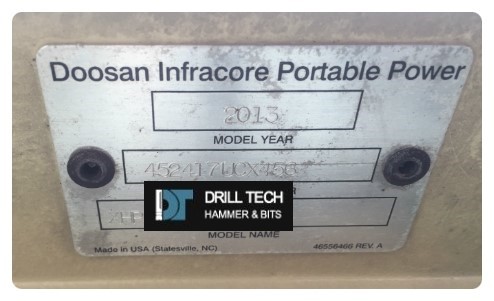 Doosan Infracore Portable Power
2013
MODEL YEAR
DRILL TECH
HAMMER & BITS
MODEL NAME
Made in USA (Statesville, NC)
46558468 REV. A